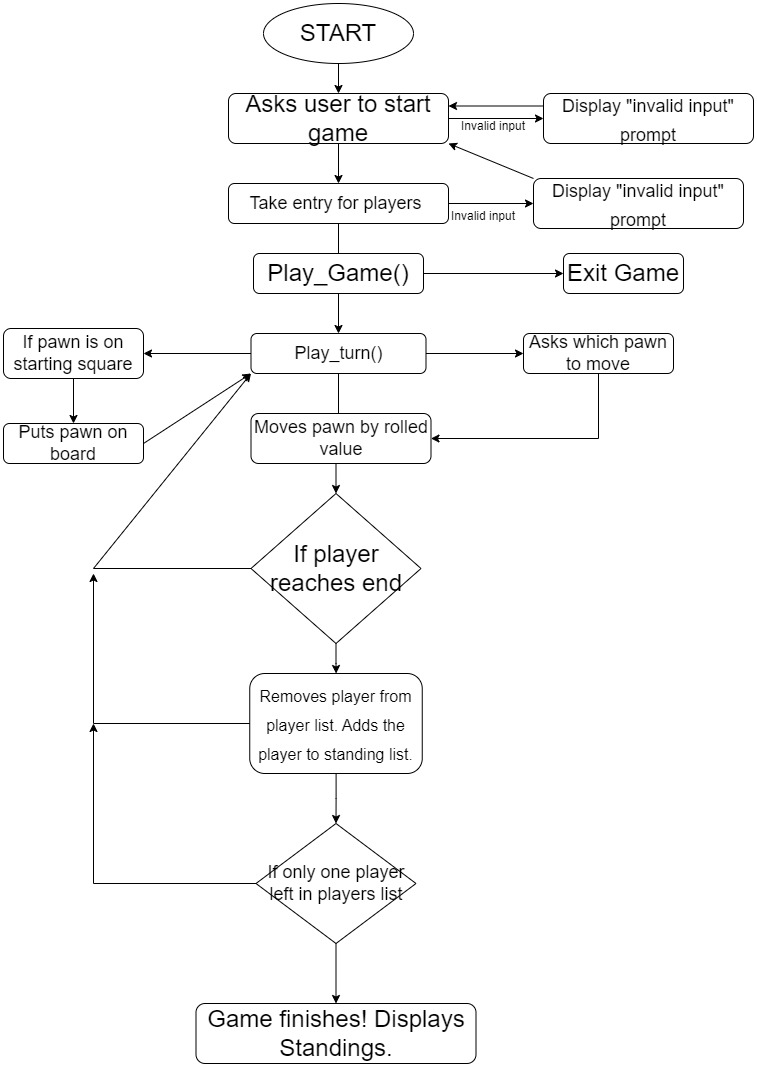 START
Asks user to start
game
Display "invalid input"
prompt
Invalid input
Take entry for players
Display "invalid input"
prompt
Invalid input
Play_Game()
Exit Game
If pawn is on
starting square
Play_turn()
Asks which pawn
to move
Puts pawn on
board
Moves pawn by rolled
value
If player
reaches end
Removes player from
player list. Adds the
player to standing list.
If only one player
left in players list
Game finishes! Displays
Standings.